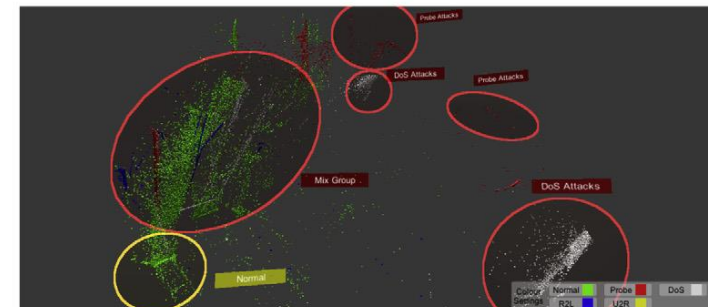 Probe Attacks
DoS Attacks
Probe Attacks
Mix Group
DoS Attacks
Normal
Colour Settings
Normal Probe DoS
R2L U2R